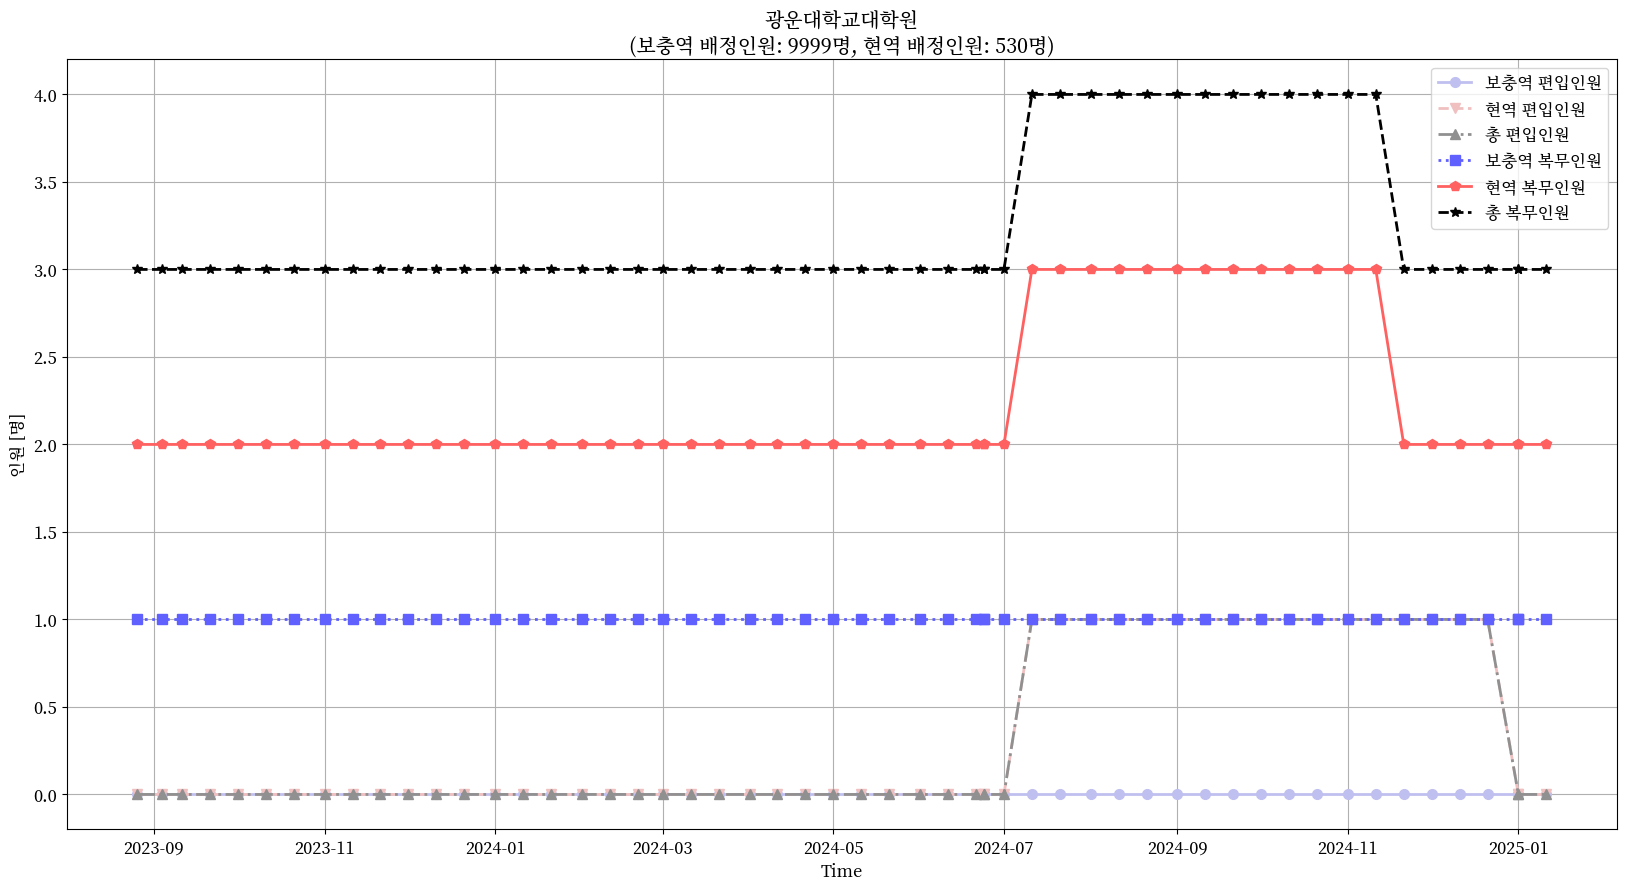 광운대학교대학원
(보충역 배정인원: 9999명, 현역 배정인원: 530명)
보충역 편입인원
현역 편입인원
총 편입인원
보충역 복무인원
현역 복무인원
총 복무인원
인원 [명]
4.0
3.5
3.0
2.5
2.0
1.5
1.0
0.5
0.0
2023-09
2023-11
2024-01
2024-03
2024-05
2024-07
2024-09
2024-11
2025-01
Time